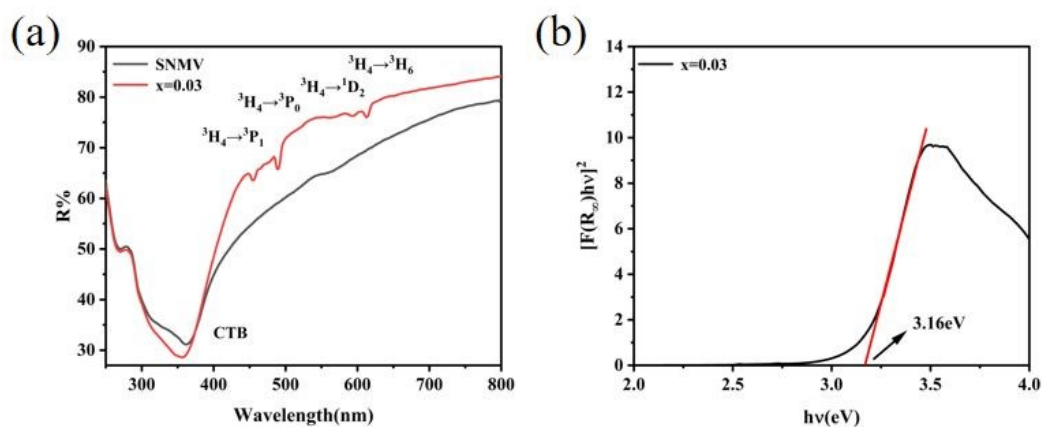 (a)
90
80
70
60
50
40
30
R%
SNMV
x=0.03
³H₄→³H₆
³H₄→¹D₂
³H₄→³P₀
³H₄→³P₁
CTB
300 400 500 600 700 800
Wavelength(nm)
(b)
14
12
10
8
6
4
2
0
[F(R∞)hν]²
x=0.03
3.16eV
2.0 2.5 3.0 3.5 4.0
hν(eV)